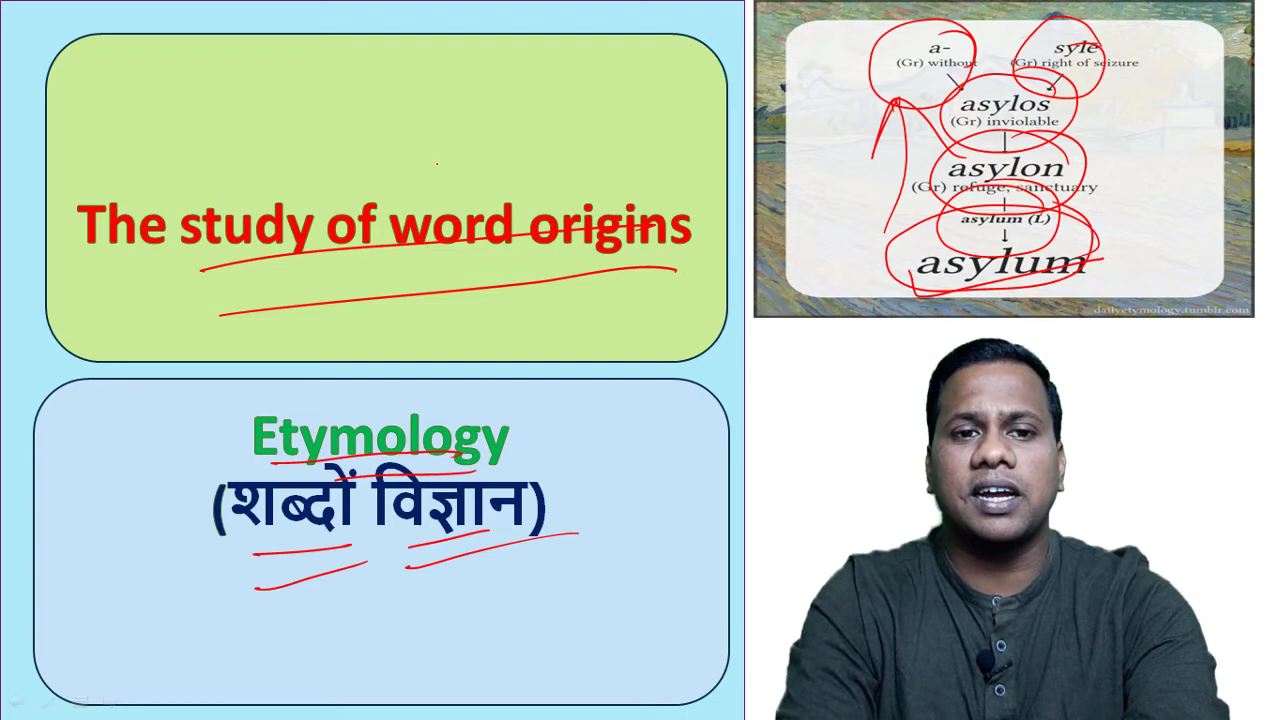 The study of word origins
Etymology
(शब्दों विज्ञान)
a- syle
(Gr) without (Gr) right of seizure
asylos
(Gr) inviolable
asylon
(Gr) refuge, sanctuary
asylum (L)
asylum
dailyetymology.tumblr.com